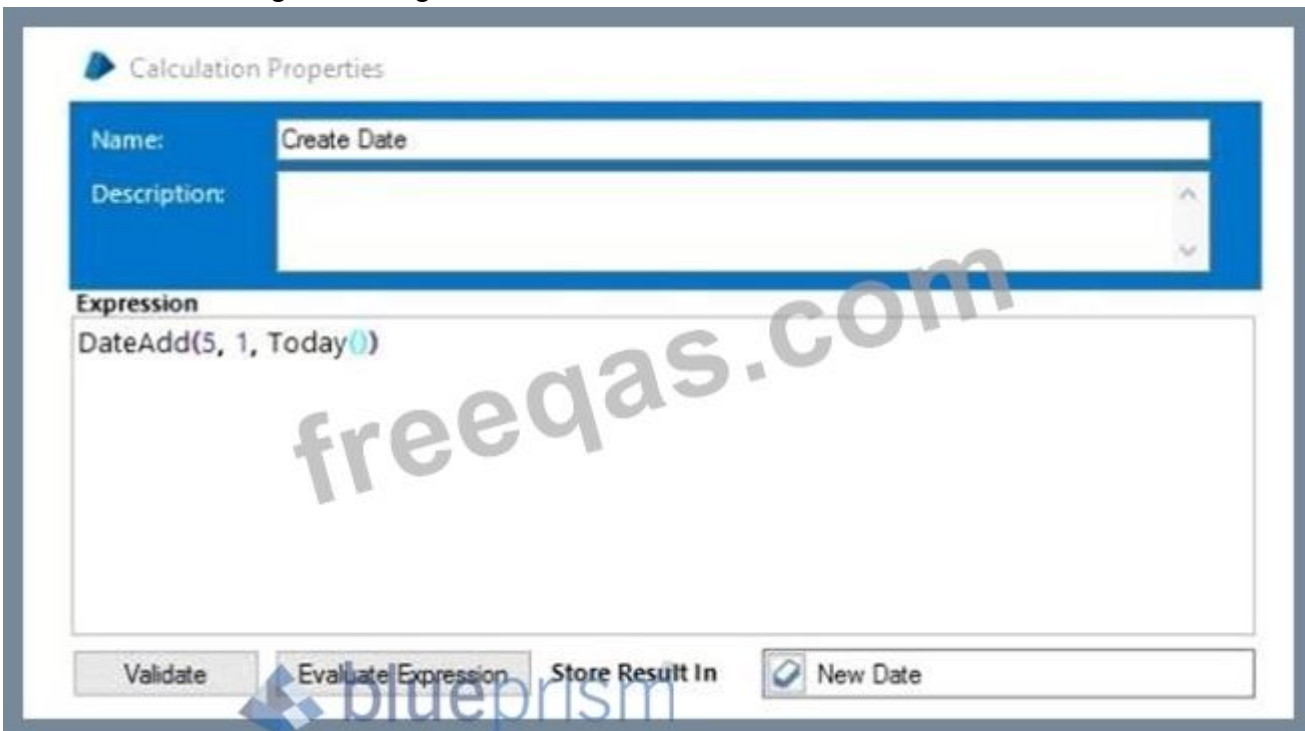 Calculation Properties
Name: Create Date
Description:
Expression
DateAdd(5, 1, Today())
freeqas.com
Validate Evaluate Expression Store Result In New Date
blueprism